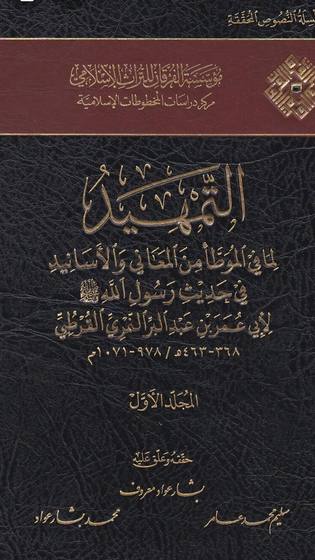 سلسلة النصوص المحققة
مؤسسة الفرقان للتراث الإسلامي
مركز دراسات المخطوطات الإسلامية
التمهيد
لما في الموطأ من المعاني والأسانيد
في حديث رسول الله ﷺ
لأبي عمر بن عبد البر النمري القرطبي
٣٦٨-٤٦٣هـ / ٩٧٨-١٠٧١م
المجلد الأول
حققه وعلق عليه
بشار عواد معروف
سليم محمد عامر
محمد بشار عواد